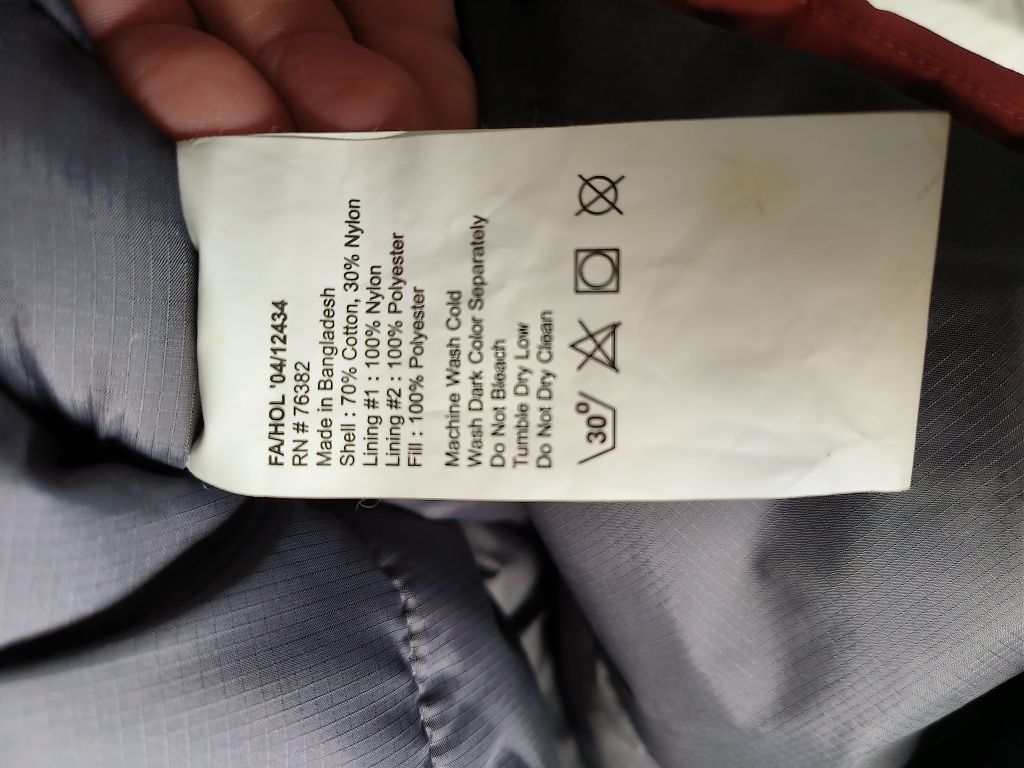 FA/HOL '04/12434
RN # 76382
Made in Bangladesh
Shell : 70% Cotton, 30% Nylon
Lining #1 : 100% Nylon
Lining #2 : 100% Polyester
Fill : 100% Polyester
Machine Wash Cold
Wash Dark Color Separately
Do Not Bleach
Tumble Dry Low
Do Not Dry Clean
30°